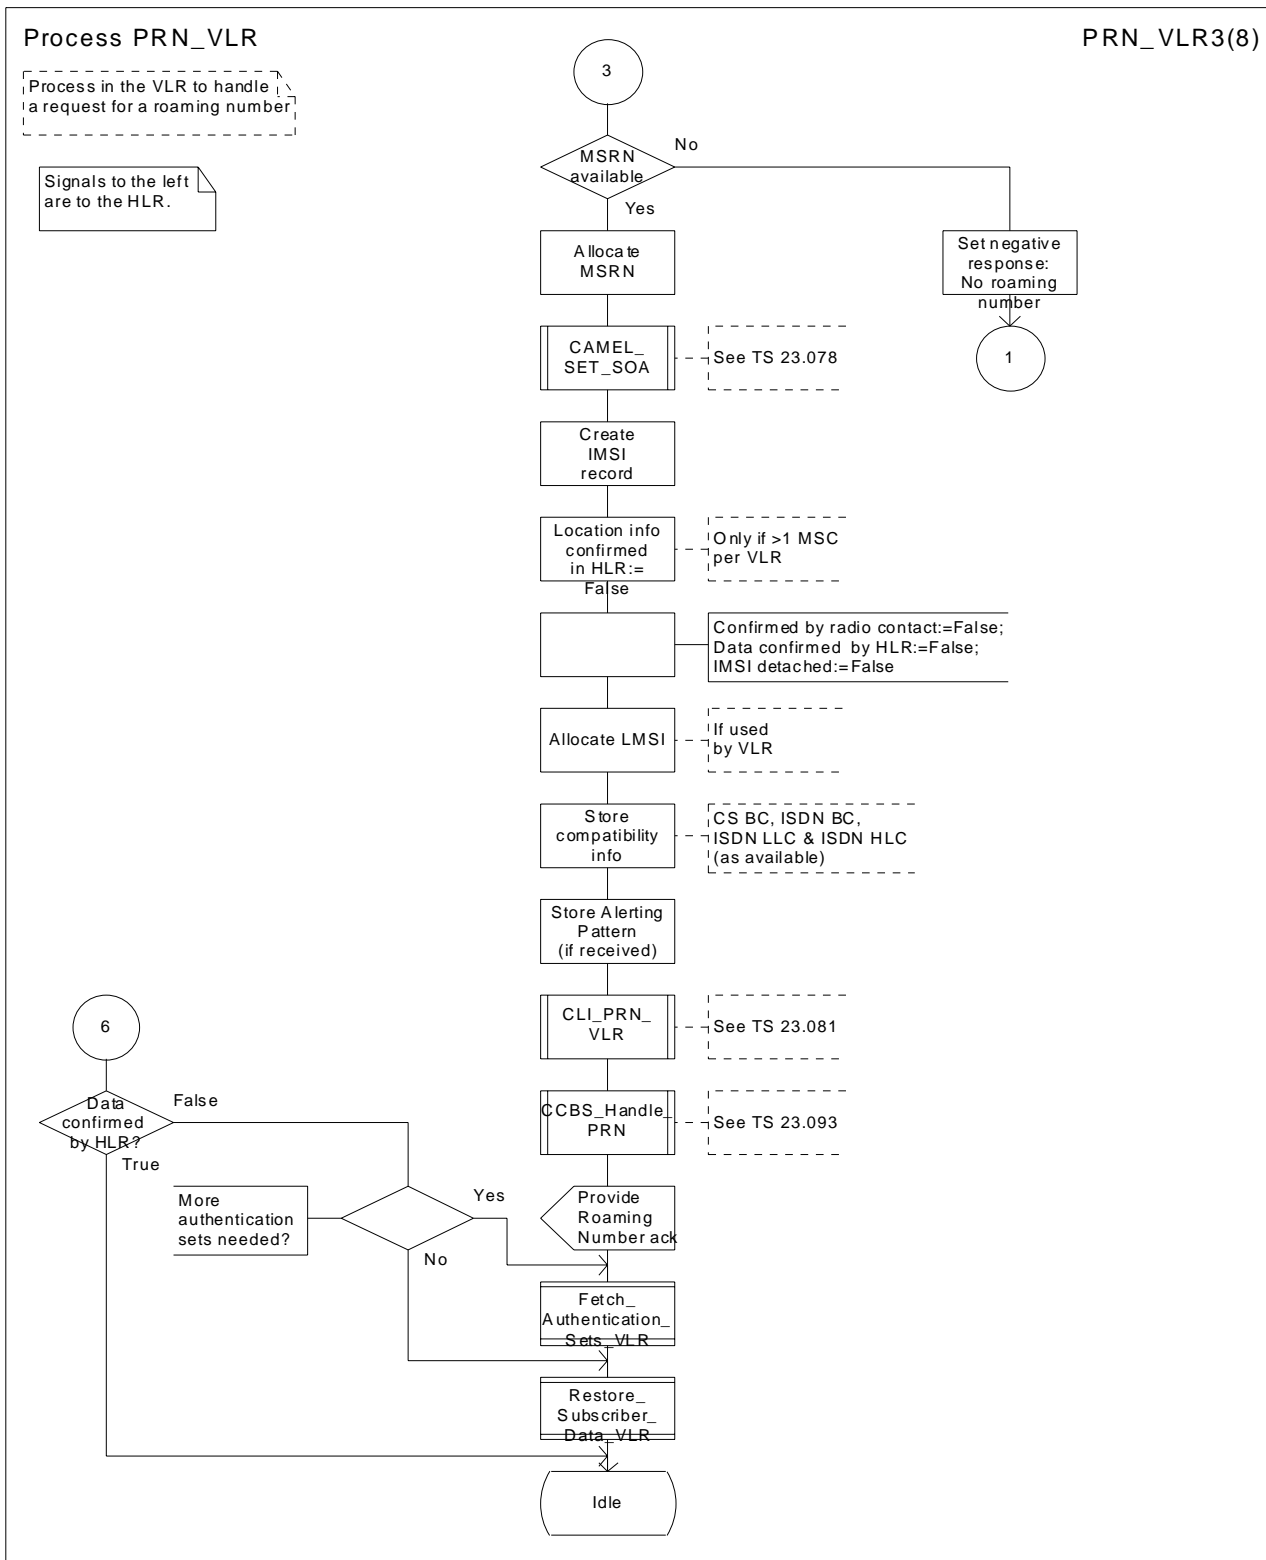 Process PRN_VLR
PRN_VLR3(8)
Process in the VLR to handle
a request for a roaming number
Signals to the left
are to the HLR.
3
MSRN
available
No
Yes
Allocate
MSRN
Set negative
response:
No roaming
number
1
CAMEL_
SET_SOA
See TS 23.078
Create
IMSI
record
Location info
confirmed
in HLR:=
False
Only if >1 MSC
per VLR
Confirmed by radio contact:=False;
Data confirmed by HLR:=False;
IMSI detached:=False
Allocate LMSI
If used
by VLR
Store
compatibility
info
CS BC, ISDN BC,
ISDN LLC & ISDN HLC
(as available)
Store Alerting
Pattern
(if received)
CLI_PRN_
VLR
See TS 23.081
6
Data
confirmed
by HLR?
False
True
CCBS_Handle_
PRN
See TS 23.093
More
authentication
sets needed?
Yes
No
Provide
Roaming
Number ack
Fetch_
Authentication_
Sets_VLR
Restore_
Subscriber_
Data_VLR
Idle